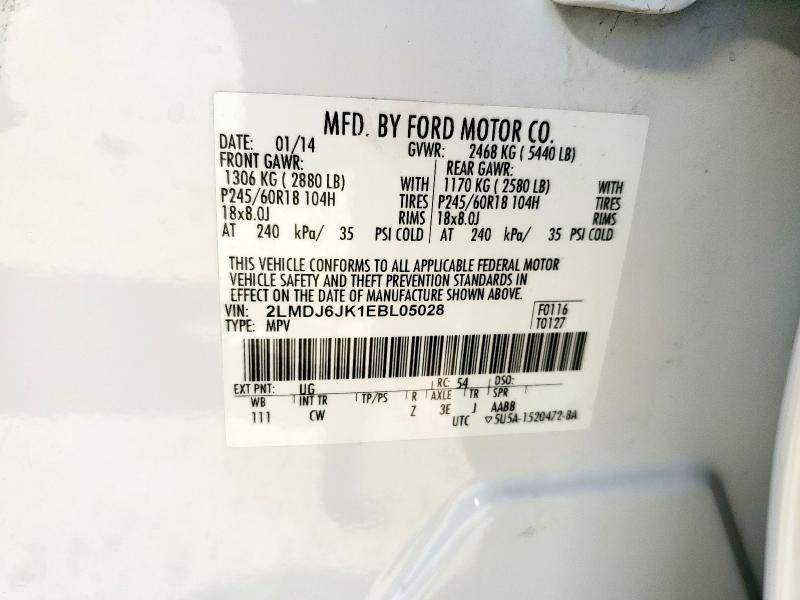 MFD. BY FORD MOTOR CO.
DATE: 01/14 GVWR: 2468 KG ( 5440 LB)
FRONT GAWR: REAR GAWR:
1306 KG ( 2880 LB) WITH 1170 KG ( 2580 LB) WITH
P245/60R18 104H TIRES P245/60R18 104H TIRES
18x8.0J RIMS 18x8.0J RIMS
AT 240 kPa/ 35 PSI COLD AT 240 kPa/ 35 PSI COLD
THIS VEHICLE CONFORMS TO ALL APPLICABLE FEDERAL MOTOR
VEHICLE SAFETY AND THEFT PREVENTION STANDARDS IN
EFFECT ON THE DATE OF MANUFACTURE SHOWN ABOVE.
VIN: 2LMDJ6JK1EBL05028 F0116
TYPE: MPV T0127
EXT PNT: UG RC: 54 DSO:
WB INT TR TP/PS R AXLE TR SPR
111 CW Z 3E J AABB
UTC ▽5U5A-1520472-BA